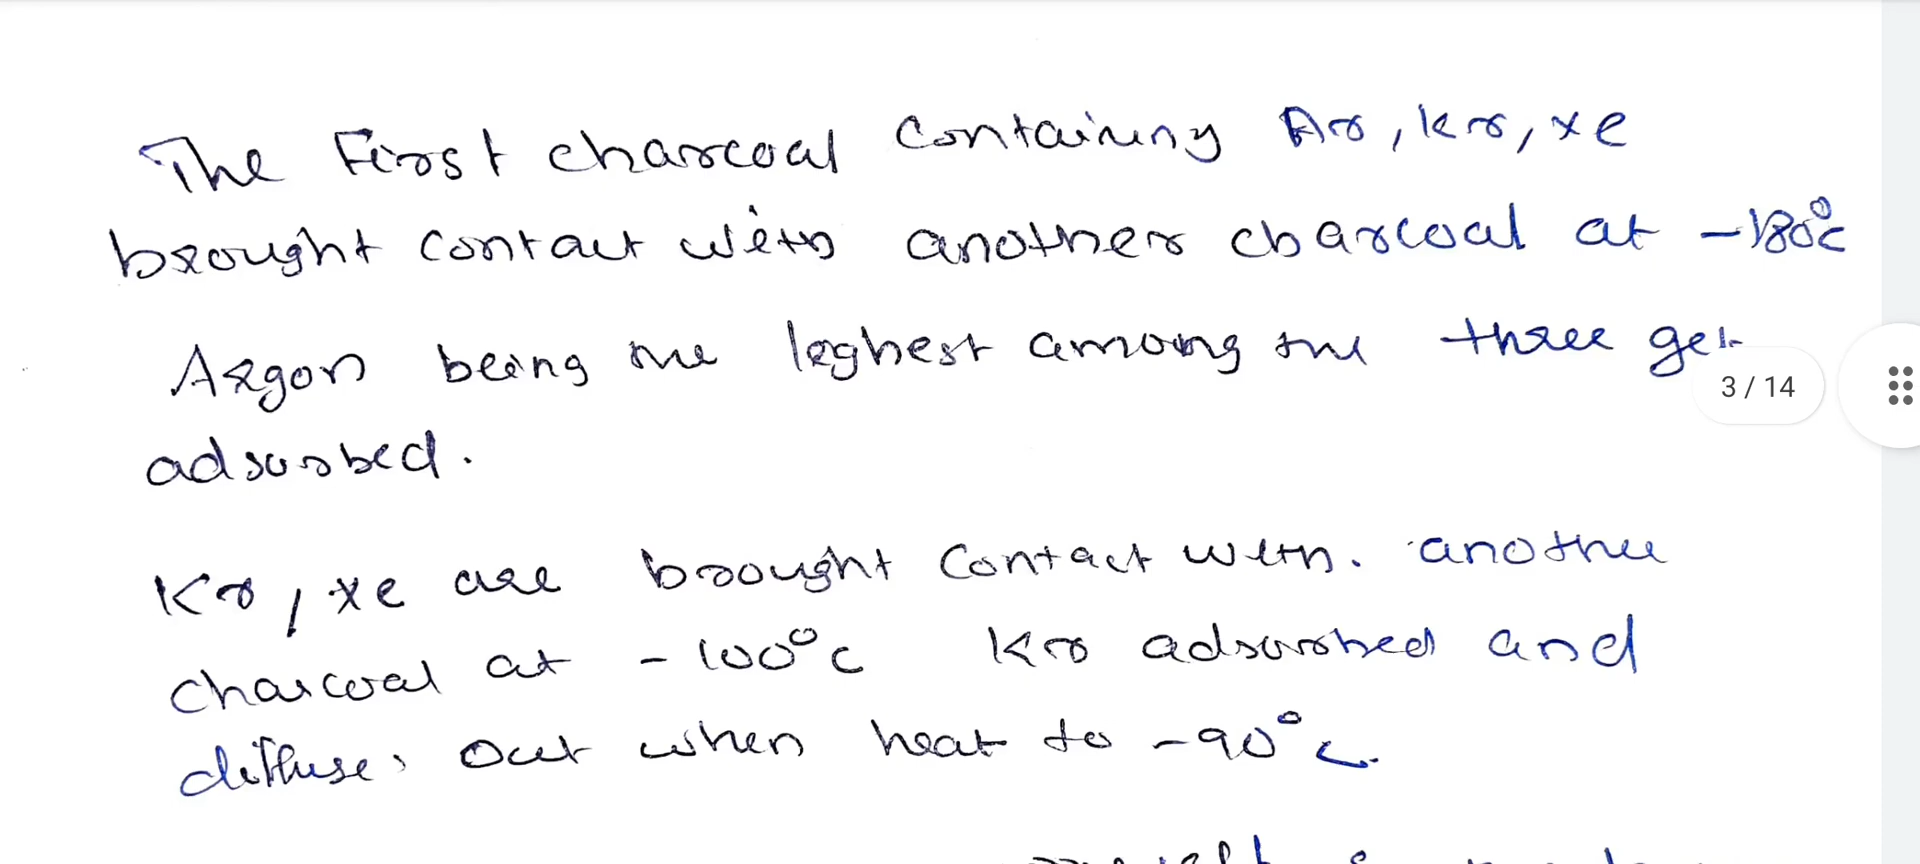 The First charcoal containing Ar, Kr, Xe
brought contact with another charcoal at -180°C
Argon being the leghest among the three get
3 / 14
adsorbed.
Kr, Xe are brought contact with. another
charcoal at -100°C Kr adsorbed and
diffuse, out when heat to -90°C.